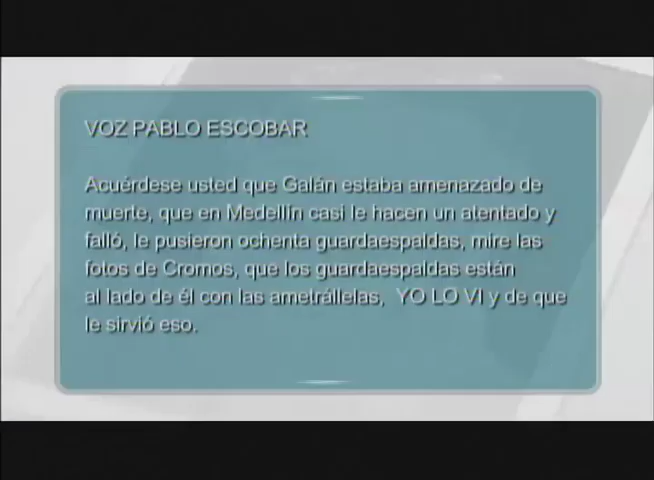 VOZ PABLO ESCOBAR
Acuérdese usted que Galán estaba amenazado de
muerte, que en Medellín casi le hacen un atentado y
falló, le pusieron ochenta guardaespaldas, mire las
fotos de Cromos, que los guardaespaldas están
al lado de él con las ametrállelas, YO LO VI y de que
le sirvió eso.